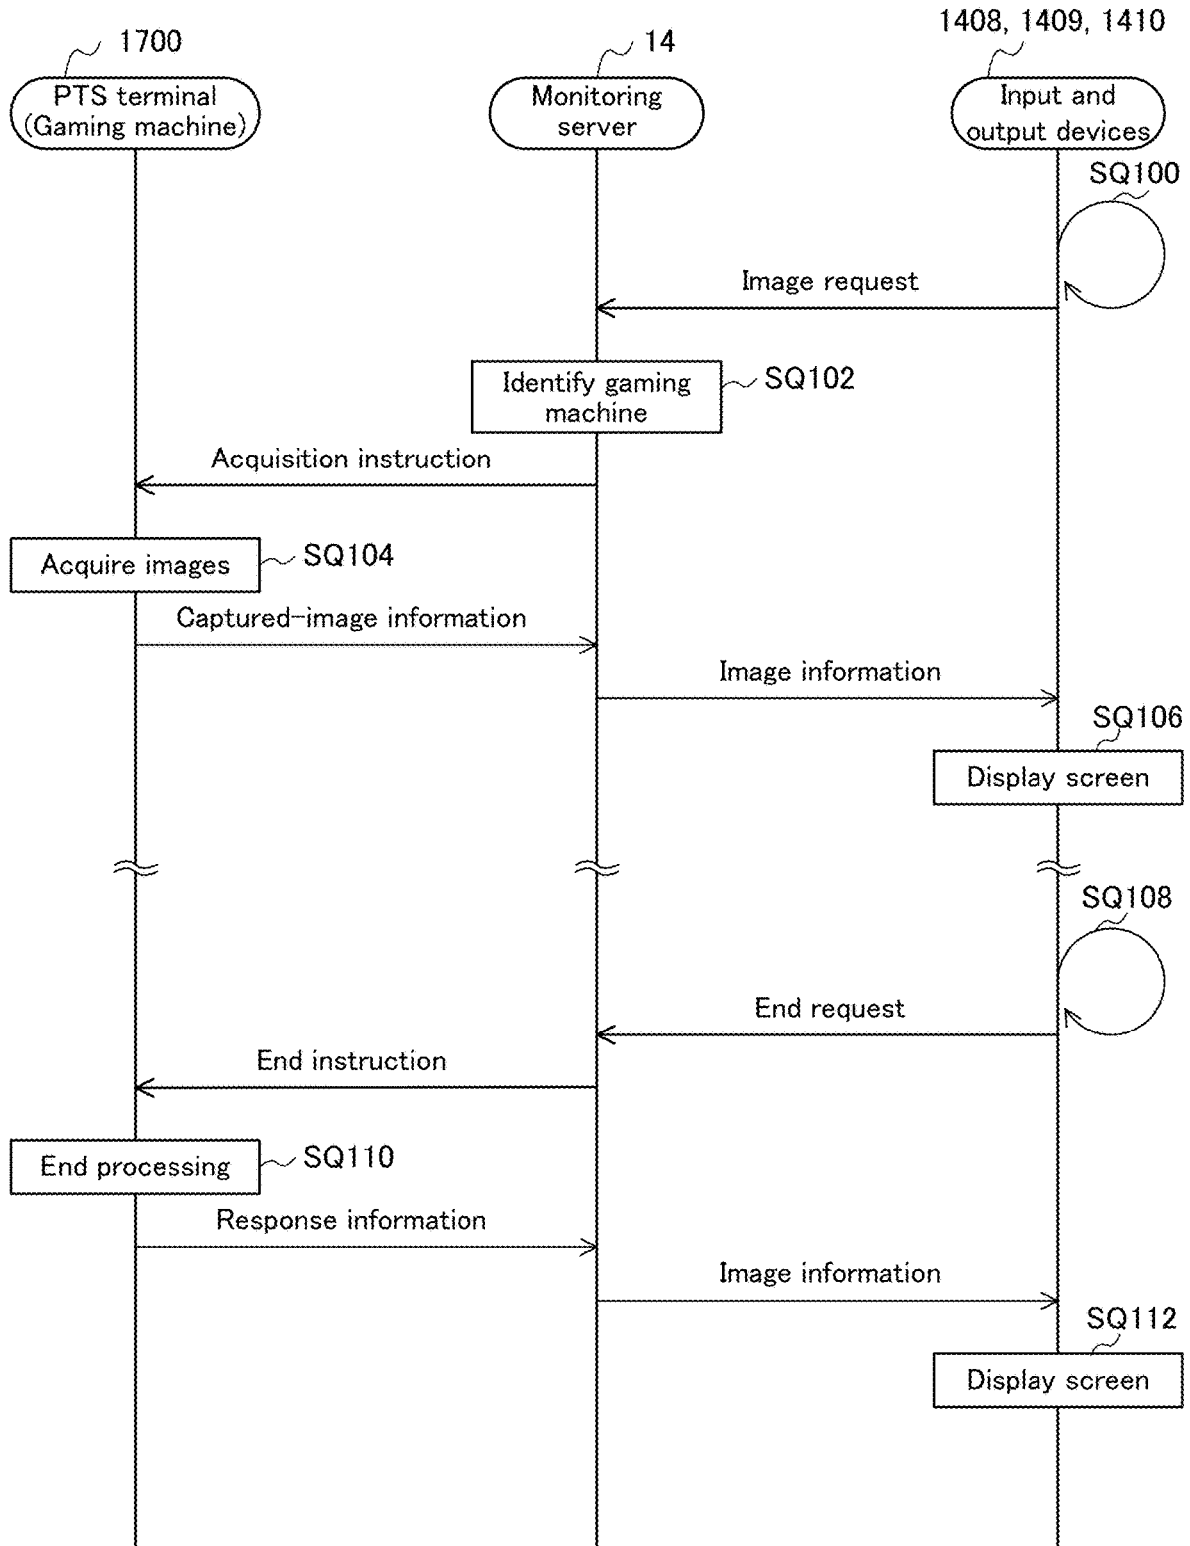 1700
14
1408, 1409, 1410
PTS terminal
(Gaming machine)
Monitoring
server
Input and
output devices
SQ100
Image request
Identify gaming
machine
SQ102
Acquisition instruction
Acquire images
SQ104
Captured-image information
Image information
SQ106
Display screen
SQ108
End request
End instruction
End processing
SQ110
Response information
Image information
SQ112
Display screen